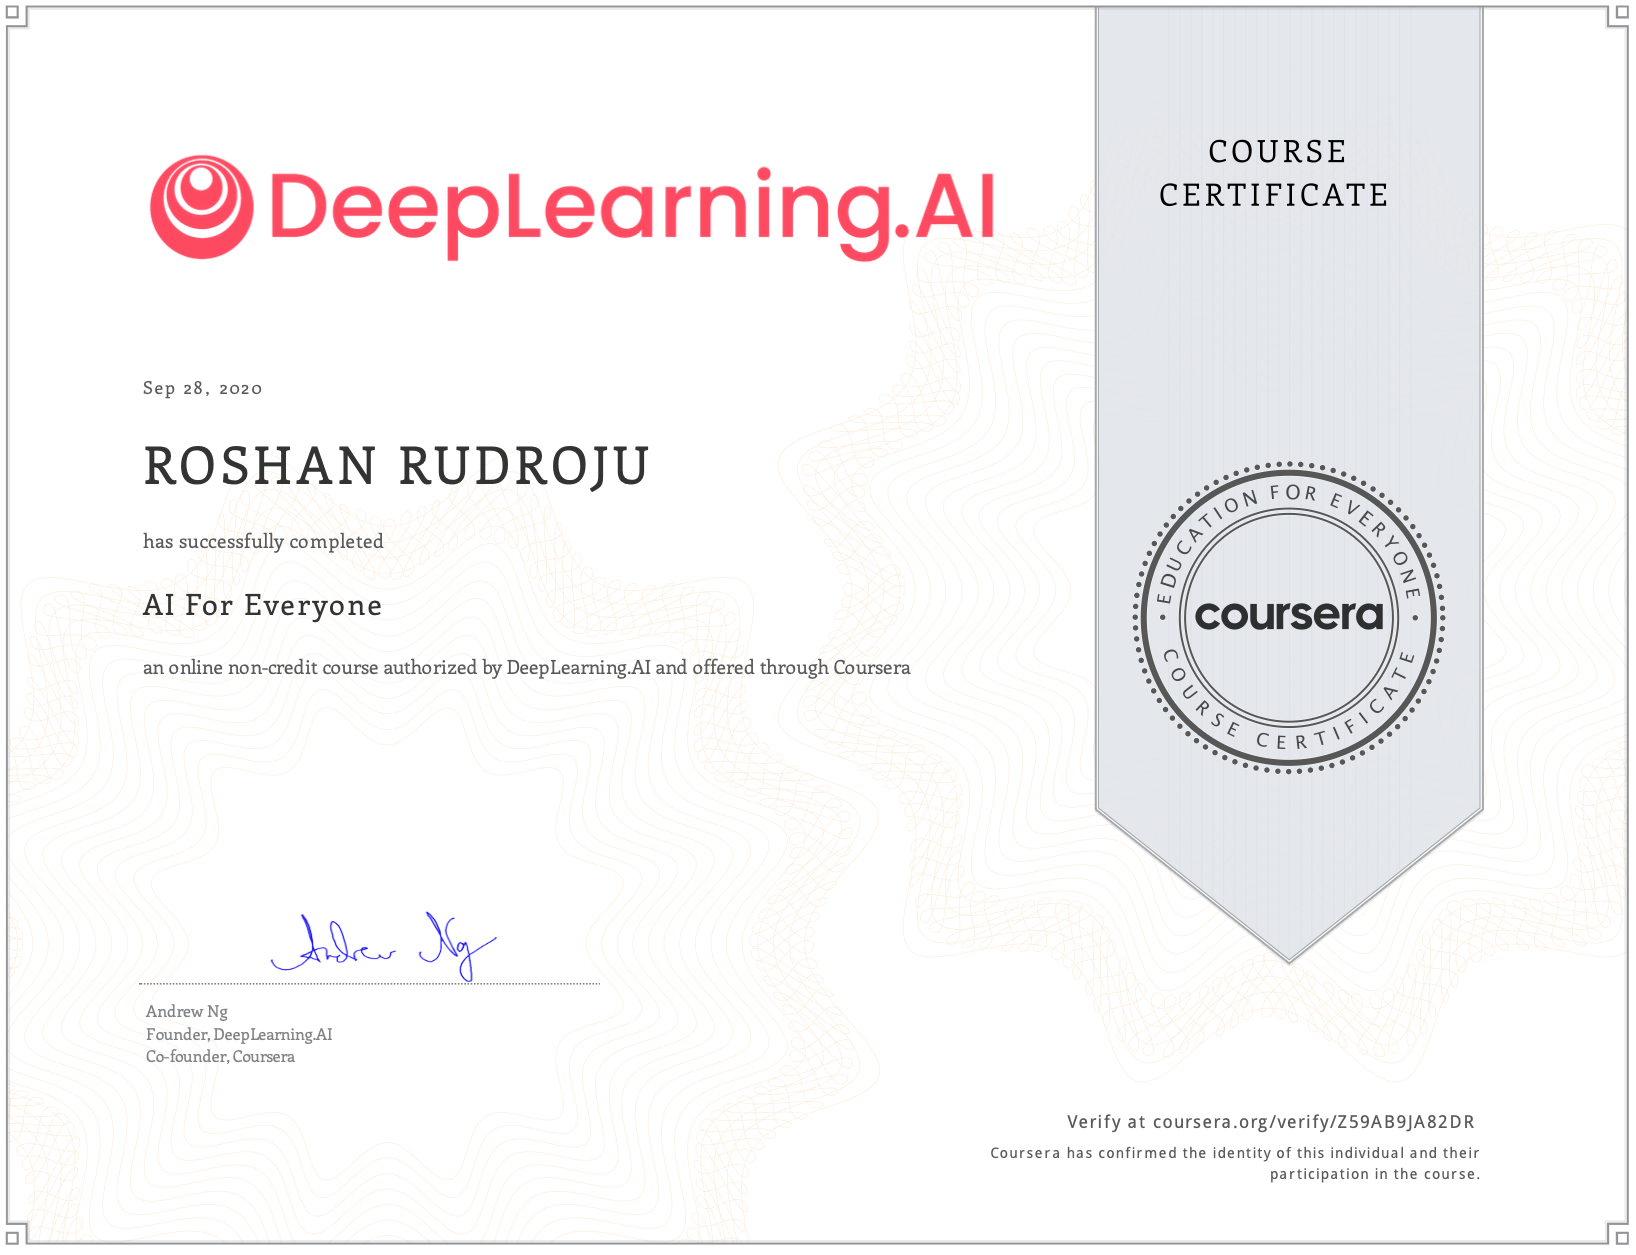 DeepLearning.AI
COURSE
CERTIFICATE
Sep 28, 2020
ROSHAN RUDROJU
has successfully completed
AI For Everyone
an online non-credit course authorized by DeepLearning.AI and offered through Coursera
EDUCATION FOR EVERYONE
coursera
COURSE CERTIFICATE
Andrew Ng
Andrew Ng
Founder, DeepLearning.AI
Co-founder, Coursera
Verify at coursera.org/verify/Z59AB9JA82DR
Coursera has confirmed the identity of this individual and their
participation in the course.